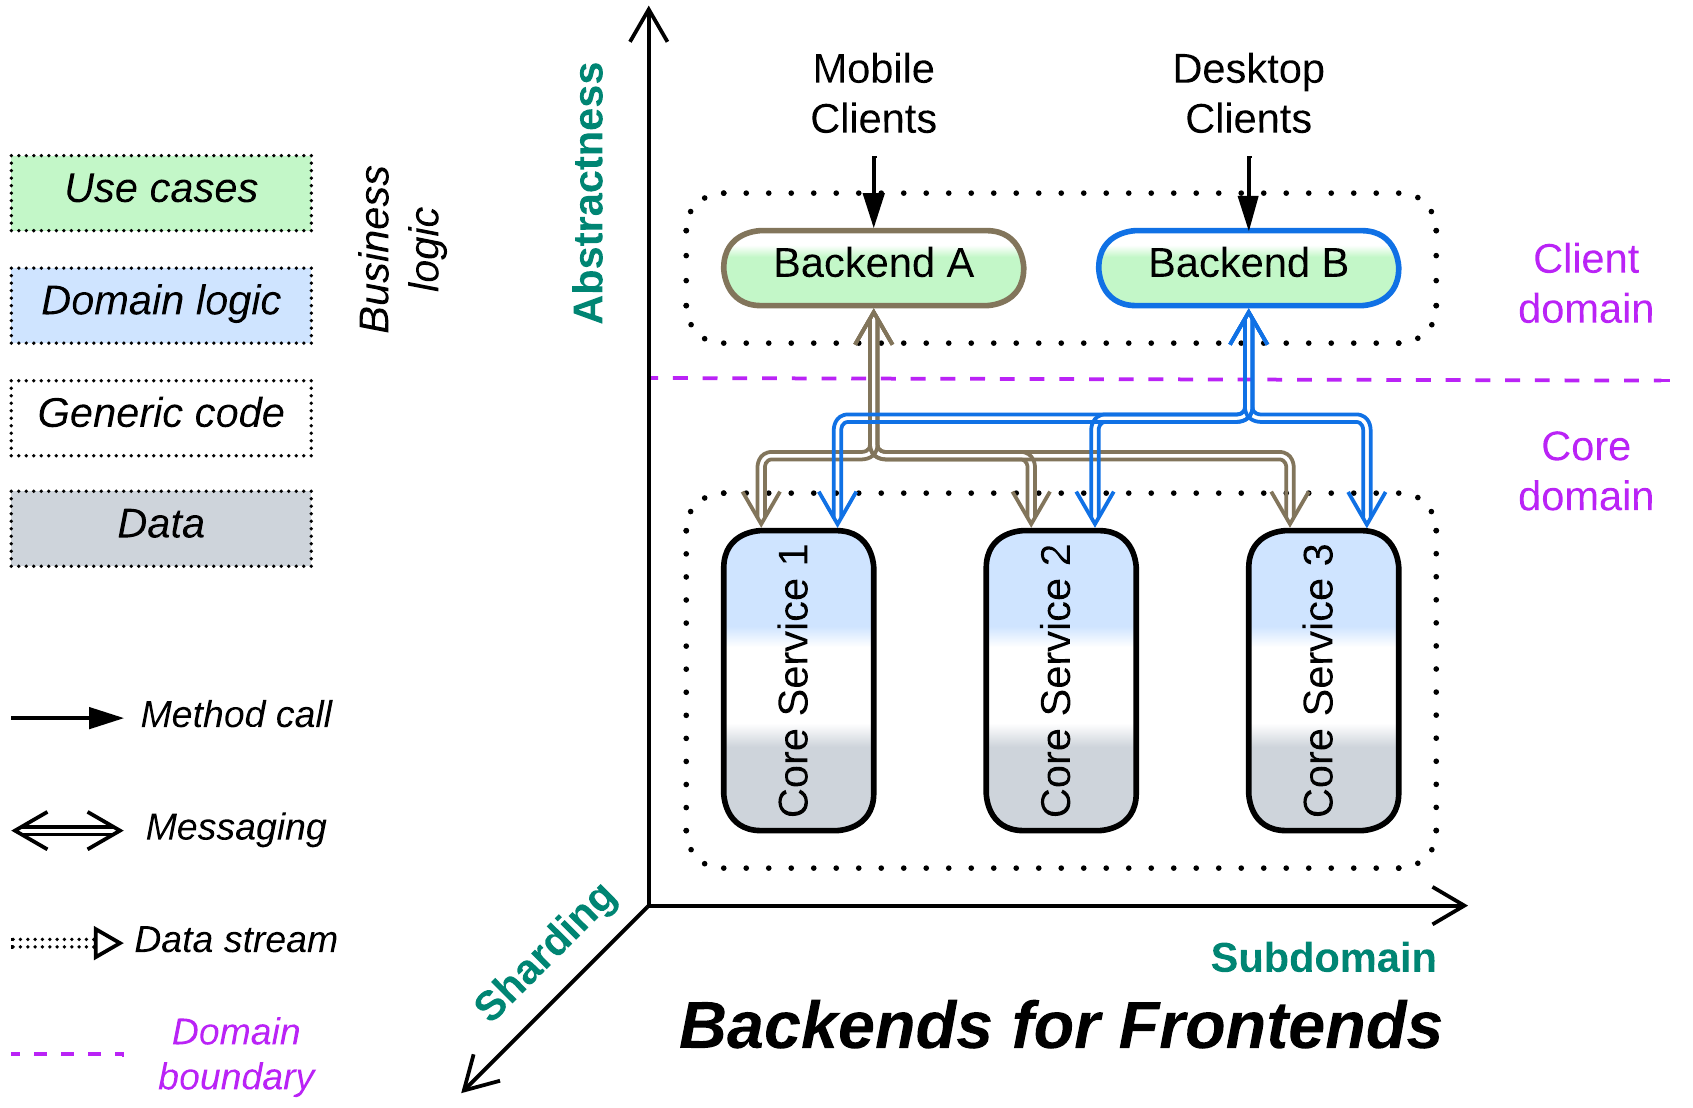 Use cases
Domain logic
Generic code
Data
Business
logic
Method call
Messaging
Data stream
Domain
boundary
Abstractness
Sharding
Subdomain
Mobile
Clients
Desktop
Clients
Backend A
Backend B
Client
domain
Core
domain
Core Service 1
Core Service 2
Core Service 3
Backends for Frontends